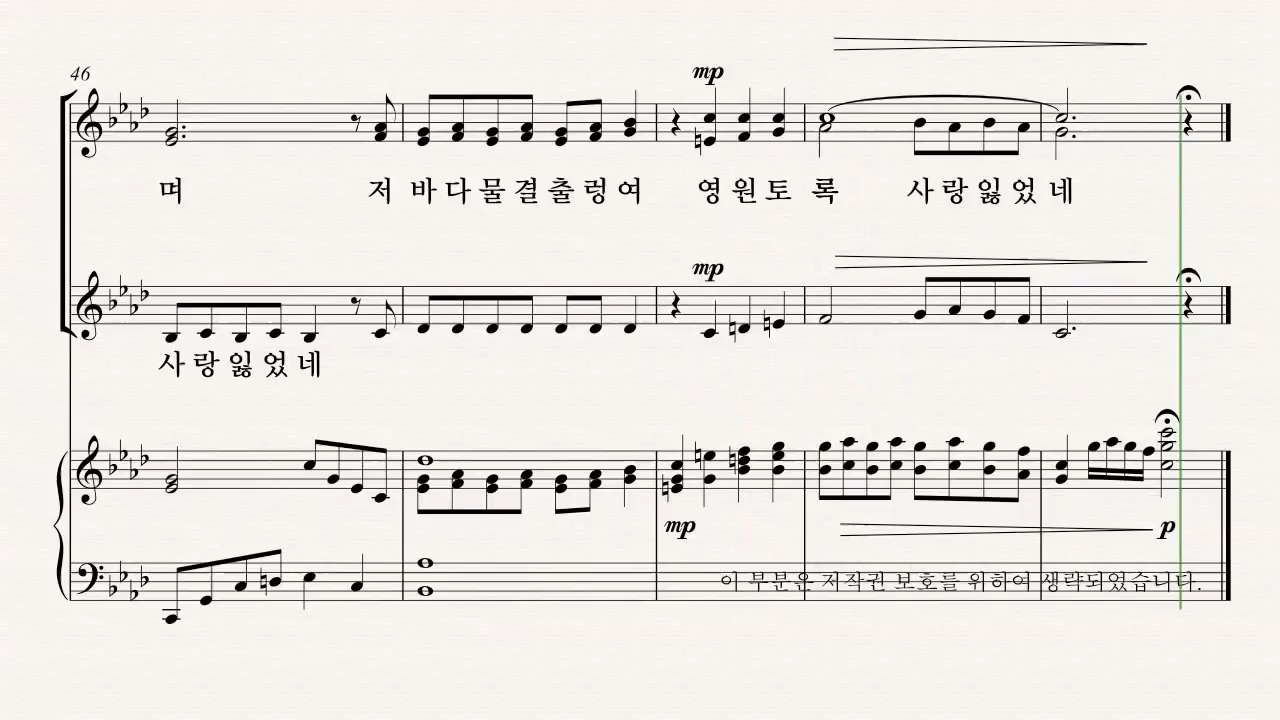 46
mp
며 저 바 다 물 결 출 렁 여 영 원 토 록 사 랑 잃 었 네
mp
사 랑 잃 었 네
mp p
이 부분은 저작권 보호를 위하여 생략되었습니다.